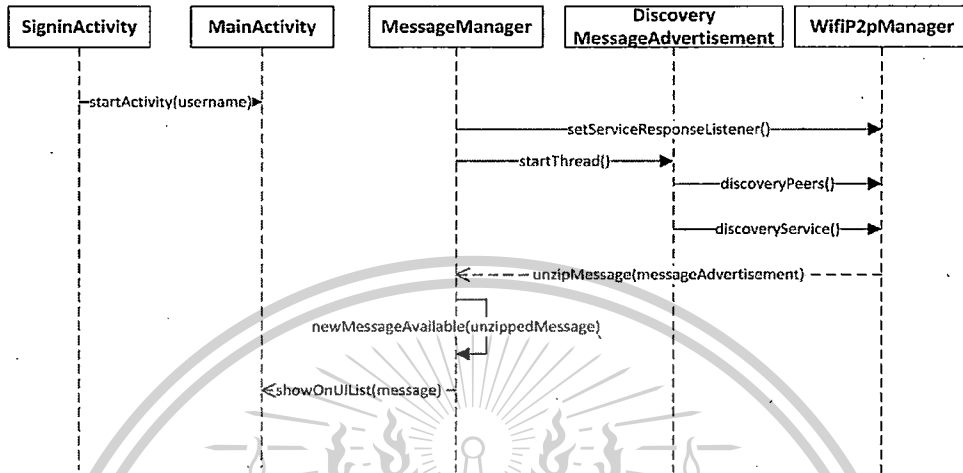 SigninActivity
MainActivity
MessageManager
Discovery
MessageAdvertisement
WifiP2pManager
startActivity(username)
setServiceResponseListener()
startThread()
discoveryPeers()
discoveryService()
unzipMessage(messageAdvertisement)
newMessageAvailable(unzippedMessage)
showOnUIList(message)